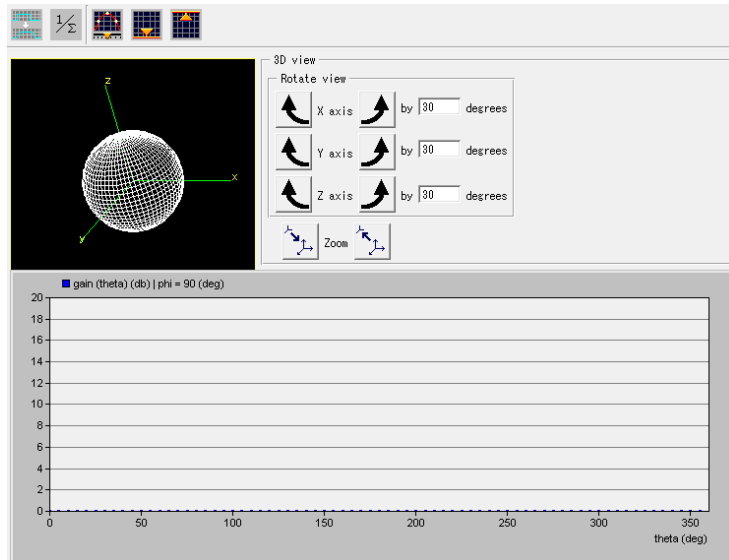 1/Σ
3D view
Rotate view
X axis by 30 degrees
Y axis by 30 degrees
Z axis by 30 degrees
Zoom
z
x
y
gain (theta) (db) | phi = 90 (deg)
20
18
16
14
12
10
8
6
4
2
0
0 50 100 150 200 250 300 350
theta (deg)